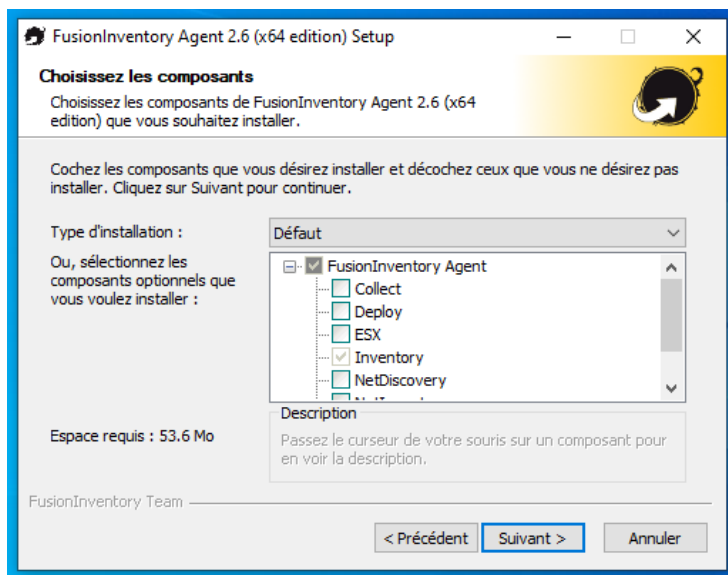 FusionInventory Agent 2.6 (x64 edition) Setup
Choisissez les composants
Choisissez les composants de FusionInventory Agent 2.6 (x64
edition) que vous souhaitez installer.
Cochez les composants que vous désirez installer et décochez ceux que vous ne désirez pas
installer. Cliquez sur Suivant pour continuer.
Type d'installation :
Défaut
Ou, sélectionnez les
composants optionnels que
vous voulez installer :
FusionInventory Agent
Collect
Deploy
ESX
Inventory
NetDiscovery
Espace requis : 53.6 Mo
Description
Passez le curseur de votre souris sur un composant pour
en voir la description.
FusionInventory Team
< Précédent
Suivant >
Annuler